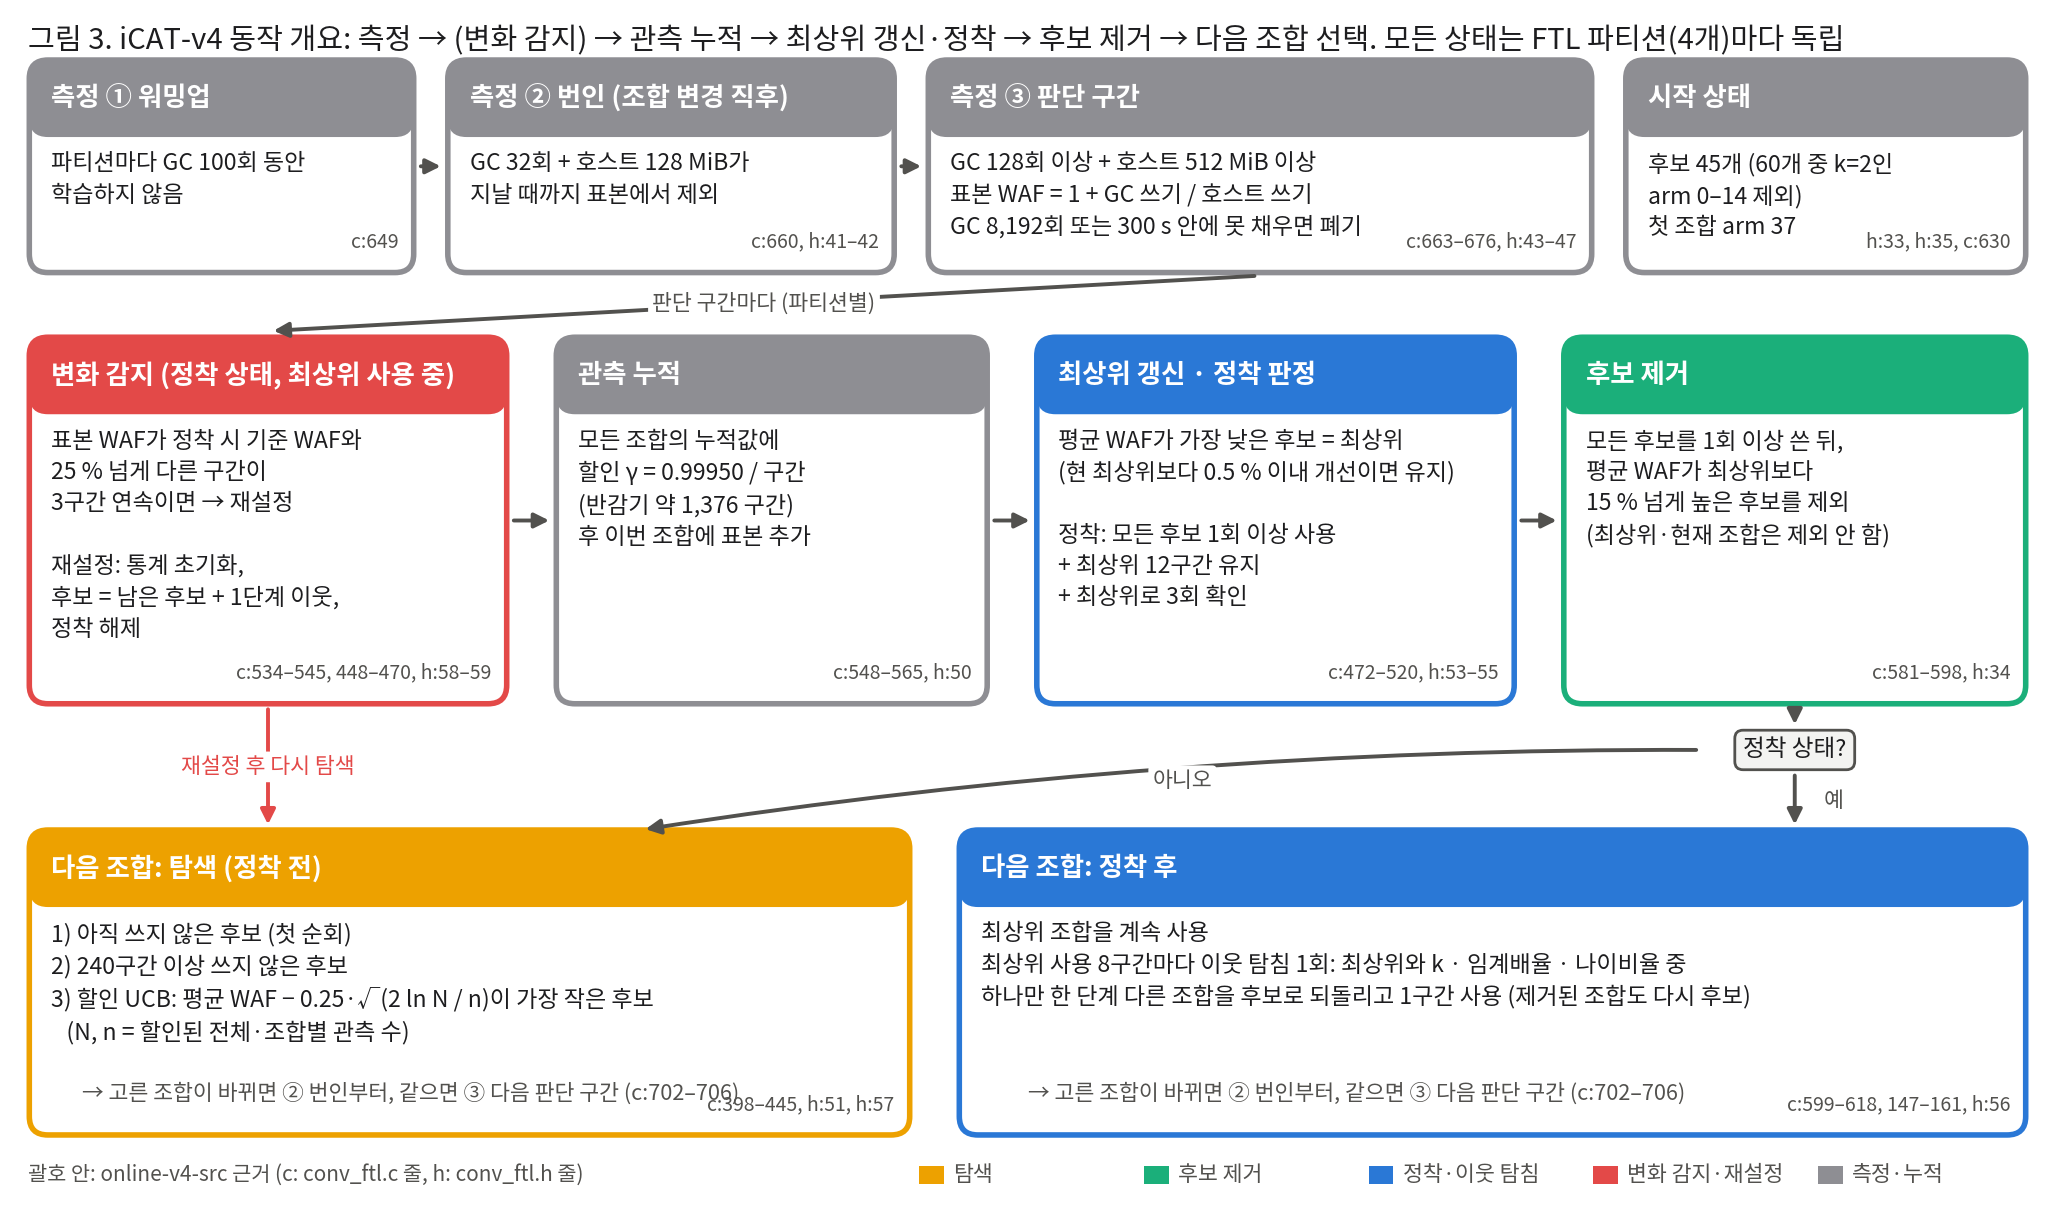 그림 3. iCAT-v4 동작 개요: 측정 → (변화 감지) → 관측 누적 → 최상위 갱신·정착 → 후보 제거 → 다음 조합 선택. 모든 상태는 FTL 파티션(4개)마다 독립
측정 ① 워밍업
파티션마다 GC 100회 동안
학습하지 않음
c:649
측정 ② 번인 (조합 변경 직후)
GC 32회 + 호스트 128 MiB가
지날 때까지 표본에서 제외
c:660, h:41–42
측정 ③ 판단 구간
GC 128회 이상 + 호스트 512 MiB 이상
표본 WAF = 1 + GC 쓰기 / 호스트 쓰기
GC 8,192회 또는 300 s 안에 못 채우면 폐기
c:663–676, h:43–47
시작 상태
후보 45개 (60개 중 k=2인
arm 0–14 제외)
첫 조합 arm 37
h:33, h:35, c:630
판단 구간마다 (파티션별)
변화 감지 (정착 상태, 최상위 사용 중)
표본 WAF가 정착 시 기준 WAF와
25 % 넘게 다른 구간이
3구간 연속이면 → 재설정
재설정: 통계 초기화,
후보 = 남은 후보 + 1단계 이웃,
정착 해제
c:534–545, 448–470, h:58–59
관측 누적
모든 조합의 누적값에
할인 γ = 0.99950 / 구간
(반감기 약 1,376 구간)
후 이번 조합에 표본 추가
c:548–565, h:50
최상위 갱신 · 정착 판정
평균 WAF가 가장 낮은 후보 = 최상위
(현 최상위보다 0.5 % 이내 개선이면 유지)
정착: 모든 후보 1회 이상 사용
+ 최상위 12구간 유지
+ 최상위로 3회 확인
c:472–520, h:53–55
후보 제거
모든 후보를 1회 이상 쓴 뒤,
평균 WAF가 최상위보다
15 % 넘게 높은 후보를 제외
(최상위·현재 조합은 제외 안 함)
c:581–598, h:34
재설정 후 다시 탐색
아니오
정착 상태?
예
다음 조합: 탐색 (정착 전)
1) 아직 쓰지 않은 후보 (첫 순회)
2) 240구간 이상 쓰지 않은 후보
3) 할인 UCB: 평균 WAF − 0.25·√(2 ln N / n)이 가장 작은 후보
(N, n = 할인된 전체·조합별 관측 수)
→ 고른 조합이 바뀌면 ② 번인부터, 같으면 ③ 다음 판단 구간 (c:702–706)
c:398–445, h:51, h:57
다음 조합: 정착 후
최상위 조합을 계속 사용
최상위 사용 8구간마다 이웃 탐침 1회: 최상위와 k · 임계배율 · 나이비율 중
하나만 한 단계 다른 조합을 후보로 되돌리고 1구간 사용 (제거된 조합도 다시 후보)
→ 고른 조합이 바뀌면 ② 번인부터, 같으면 ③ 다음 판단 구간 (c:702–706)
c:599–618, 147–161, h:56
괄호 안: online-v4-src 근거 (c: conv_ftl.c 줄, h: conv_ftl.h 줄)
탐색
후보 제거
정착·이웃 탐침
변화 감지·재설정
측정·누적